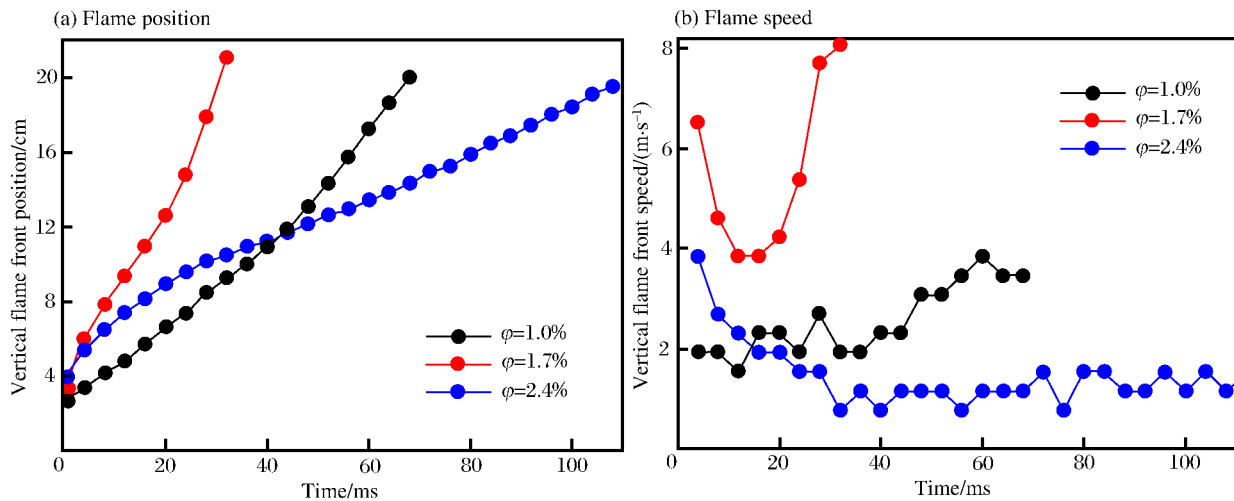 (a) Flame position
Vertical flame front position/cm
20
16
12
8
4
0
20
40
60
80
100
Time/ms
φ=1.0%
φ=1.7%
φ=2.4%
(b) Flame speed
Vertical flame front speed/(m·s⁻¹)
8
6
4
2
0
20
40
60
80
100
Time/ms
φ=1.0%
φ=1.7%
φ=2.4%